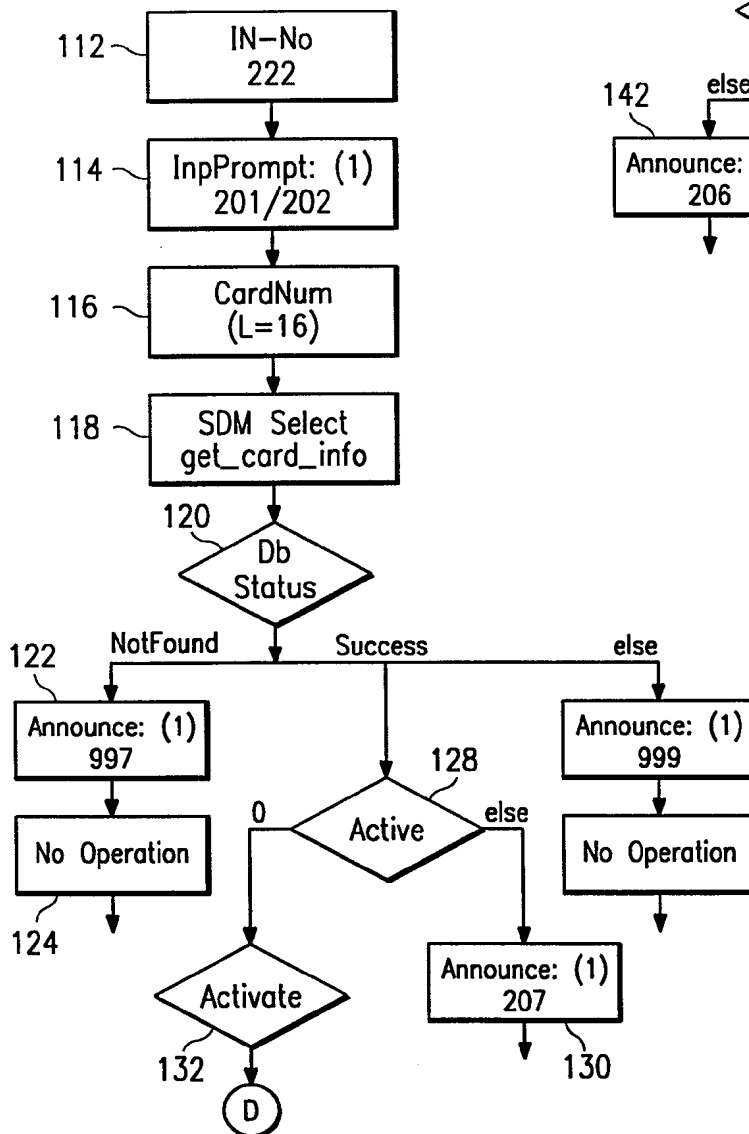 112
IN-No
222
114
InpPrompt: (1)
201/202
116
CardNum
(L=16)
118
SDM Select
get_card_info
120
Db
Status
NotFound
Success
else
122
Announce: (1)
997
No Operation
124
128
Active
0
else
Activate
132
D
Announce: (1)
207
130
Announce: (1)
999
No Operation
else
142
Announce:
206